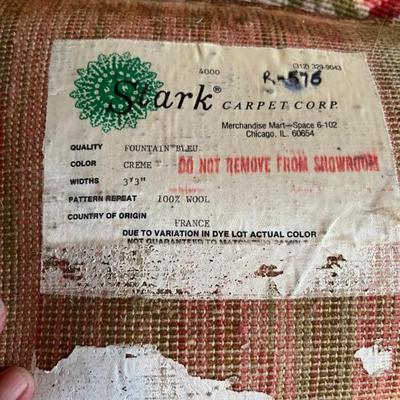 4000
(312) 329-9043
R-576
Stark® CARPET CORP.
Merchandise Mart—Space 6-102
Chicago, IL. 60654
QUALITY FOUNTAIN BLEU
COLOR CREME
DO NOT REMOVE FROM SHOWROOM
WIDTHS 3'3"
PATTERN REPEAT 100% WOOL
COUNTRY OF ORIGIN FRANCE
DUE TO VARIATION IN DYE LOT ACTUAL COLOR
NOT GUARANTEED TO MATCH THIS SAMPLE